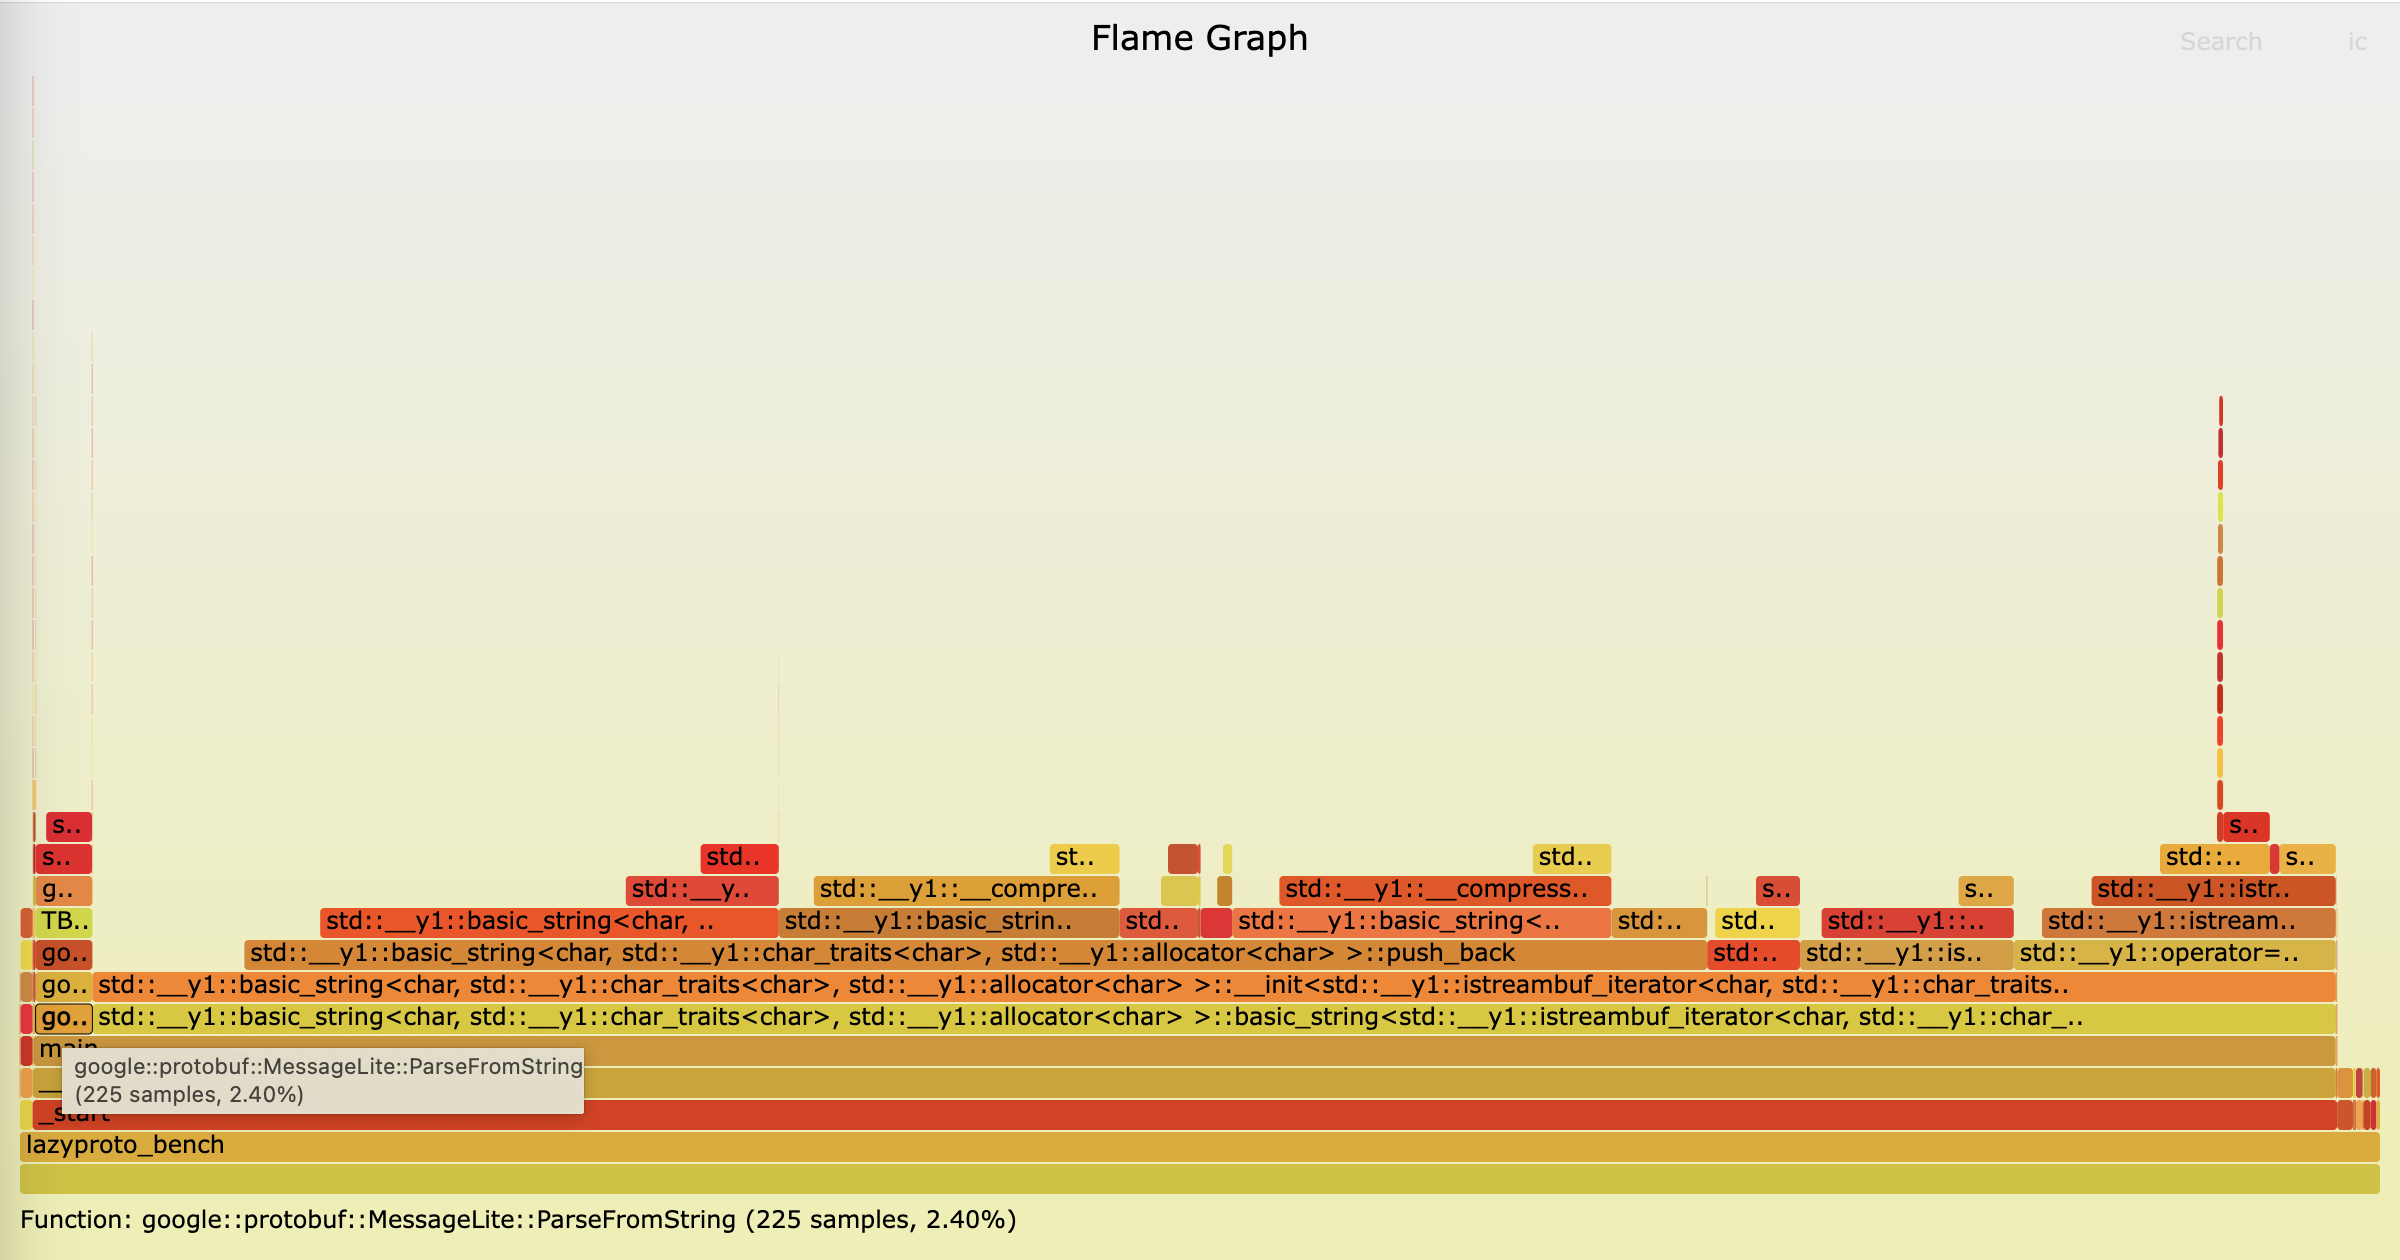 Flame Graph
Search
ic
s..
s..
s..
std..
st..
std..
std::..
s..
g..
std::__y..
std::__y1::__compre..
std::__y1::__compress..
s..
s..
std::__y1::istr..
TB..
std::__y1::basic_string<char, ..
std::__y1::basic_strin..
std..
std::__y1::basic_string<..
std:..
std..
std::__y1::..
std::__y1::istream..
go..
std::__y1::basic_string<char, std::__y1::char_traits<char>, std::__y1::allocator<char> >::push_back
std:..
std::__y1::is..
std::__y1::operator=..
go..
std::__y1::basic_string<char, std::__y1::char_traits<char>, std::__y1::allocator<char> >::__init<std::__y1::istreambuf_iterator<char, std::__y1::char_traits..
go..
std::__y1::basic_string<char, std::__y1::char_traits<char>, std::__y1::allocator<char> >::basic_string<std::__y1::istreambuf_iterator<char, std::__y1::char_..
main
google::protobuf::MessageLite::ParseFromString
(225 samples, 2.40%)
_start
lazyproto_bench
Function: google::protobuf::MessageLite::ParseFromString (225 samples, 2.40%)